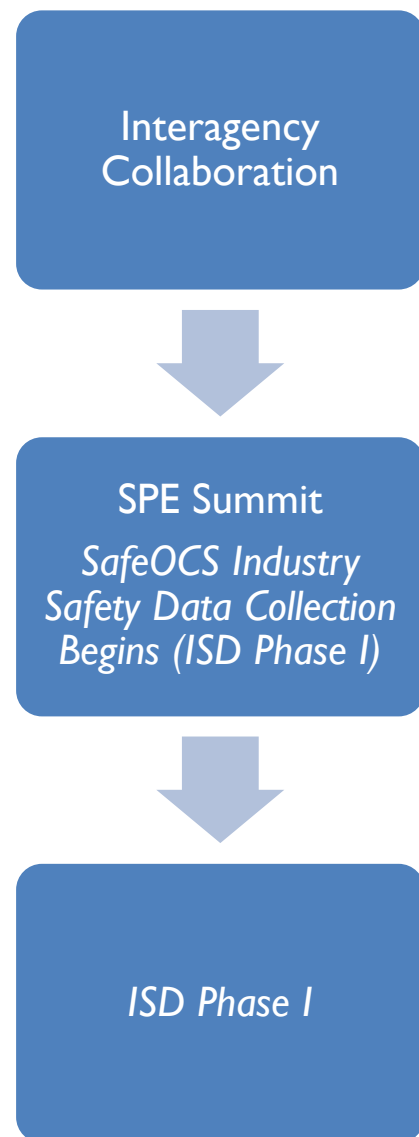 Interagency
Collaboration
SPE Summit
SafeOCS Industry
Safety Data Collection
Begins (ISD Phase I)
ISD Phase I